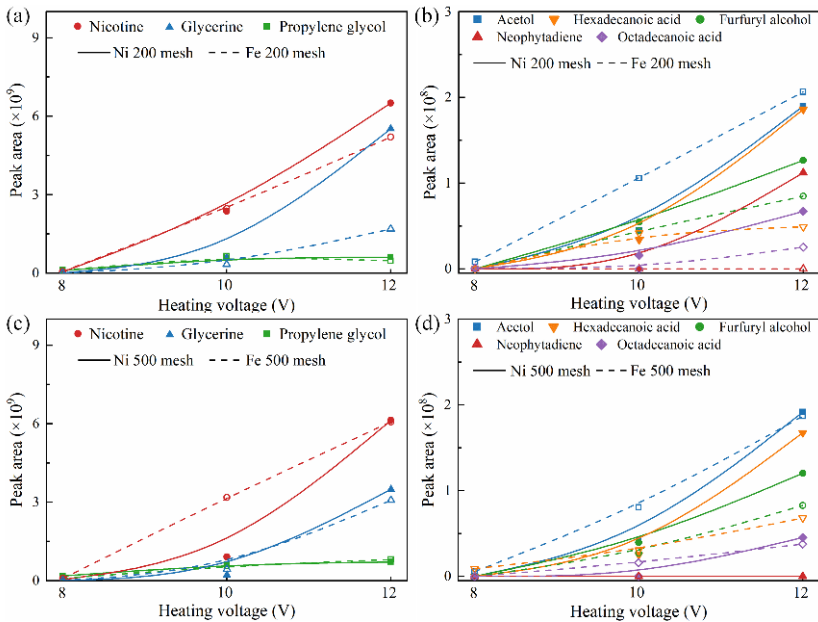 (a)
Nicotine Glycerine Propylene glycol
Ni 200 mesh Fe 200 mesh
Peak area (×10⁹)
9
6
3
0
8 10 12
Heating voltage (V)
(b)
Acetol Hexadecanoic acid Furfuryl alcohol
Neophytadiene Octadecanoic acid
Ni 200 mesh Fe 200 mesh
Peak area (×10⁸)
3
2
1
0
8 10 12
Heating voltage (V)
(c)
Nicotine Glycerine Propylene glycol
Ni 500 mesh Fe 500 mesh
Peak area (×10⁹)
9
6
3
0
8 10 12
Heating voltage (V)
(d)
Acetol Hexadecanoic acid Furfuryl alcohol
Neophytadiene Octadecanoic acid
Ni 500 mesh Fe 500 mesh
Peak area (×10⁸)
3
2
1
0
8 10 12
Heating voltage (V)